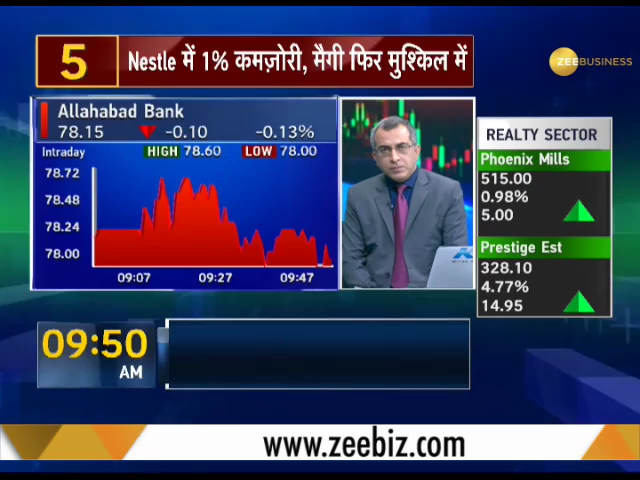 5
Nestle में 1% कमज़ोरी, मैगी फिर मुश्किल में
ZEEBUSINESS
Allahabad Bank
78.15 -0.10 -0.13%
Intraday HIGH 78.60 LOW 78.00
78.72
78.48
78.24
78.00
09:07 09:27 09:47
REALTY SECTOR
Phoenix Mills
515.00
0.98%
5.00
Prestige Est
328.10
4.77%
14.95
09:50
AM
www.zeebiz.com